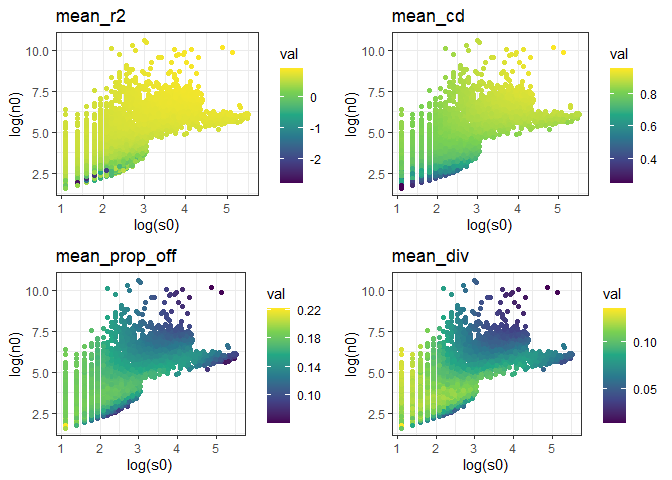 mean_r2
10.0
7.5
5.0
2.5
log(n0)
1 2 3 4 5
log(s0)
val
0
-1
-2
mean_cd
10.0
7.5
5.0
2.5
log(n0)
1 2 3 4 5
log(s0)
val
0.8
0.6
0.4
mean_prop_off
10.0
7.5
5.0
2.5
log(n0)
1 2 3 4 5
log(s0)
val
0.22
0.18
0.14
0.10
mean_div
10.0
7.5
5.0
2.5
log(n0)
1 2 3 4 5
log(s0)
val
0.10
0.05